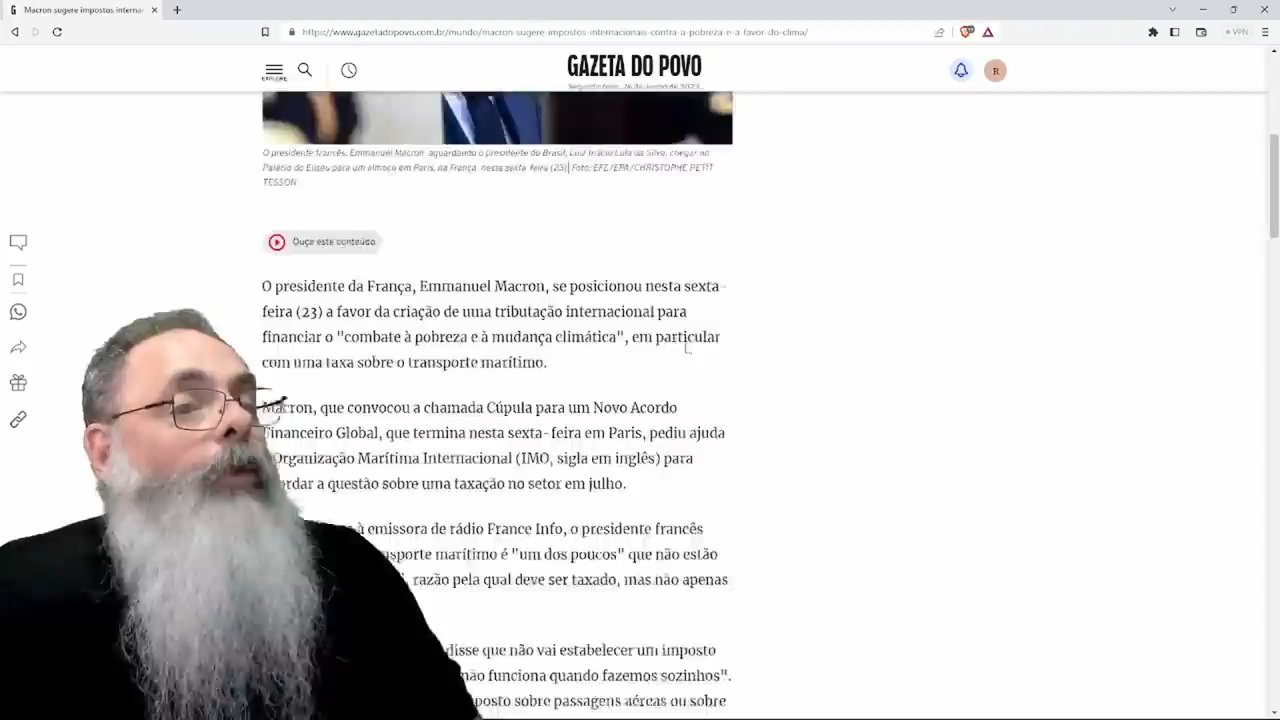 Macron sugere impostos interna
https://www.gazetadopovo.com.br/mundo/macron-sugere-impostos-internacionais-contra-a-pobreza-e-a-favor-do-clima/
VPN
EXPLORE
GAZETA DO POVO
R
O presidente francês, Emmanuel Macron, aguardando o presidente do Brasil, Luiz Inácio Lula da Silva, chegar ao
Palácio do Eliseu para um almoço em Paris, na França, nesta sexta-feira (23)| Foto: EFE/EPA/CHRISTOPHE PETIT
TESSON
Ouça este conteúdo
O presidente da França, Emmanuel Macron, se posicionou nesta sexta-
feira (23) a favor da criação de uma tributação internacional para
financiar o "combate à pobreza e à mudança climática", em particular
com uma taxa sobre o transporte marítimo.
Macron, que convocou a chamada Cúpula para um Novo Acordo
Financeiro Global, que termina nesta sexta-feira em Paris, pediu ajuda
Organização Marítima Internacional (IMO, sigla em inglês) para
ordar a questão sobre uma taxação no setor em julho.
à emissora de rádio France Info, o presidente francês
sporte marítimo é "um dos poucos" que não estão
, razão pela qual deve ser taxado, mas não apenas
disse que não vai estabelecer um imposto
não funciona quando fazemos sozinhos".
posto sobre passagens aéreas ou sobre